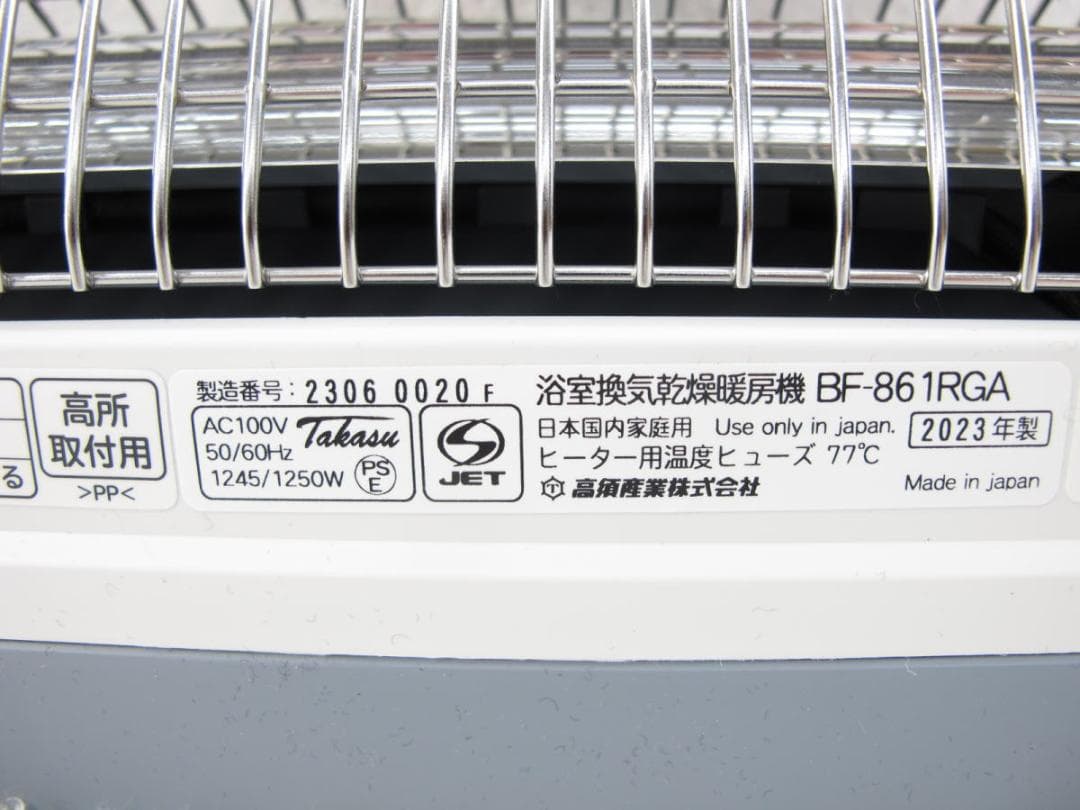 る
高所
取付用
>PP<
製造番号：2306 0020 F
AC100V
50/60Hz
1245/1250W
Takasu
PS
E
JET
浴室換気乾燥暖房機 BF-861RGA
日本国内家庭用 Use only in japan.
2023年製
ヒーター用温度ヒューズ 77℃
高須産業株式会社
Made in japan